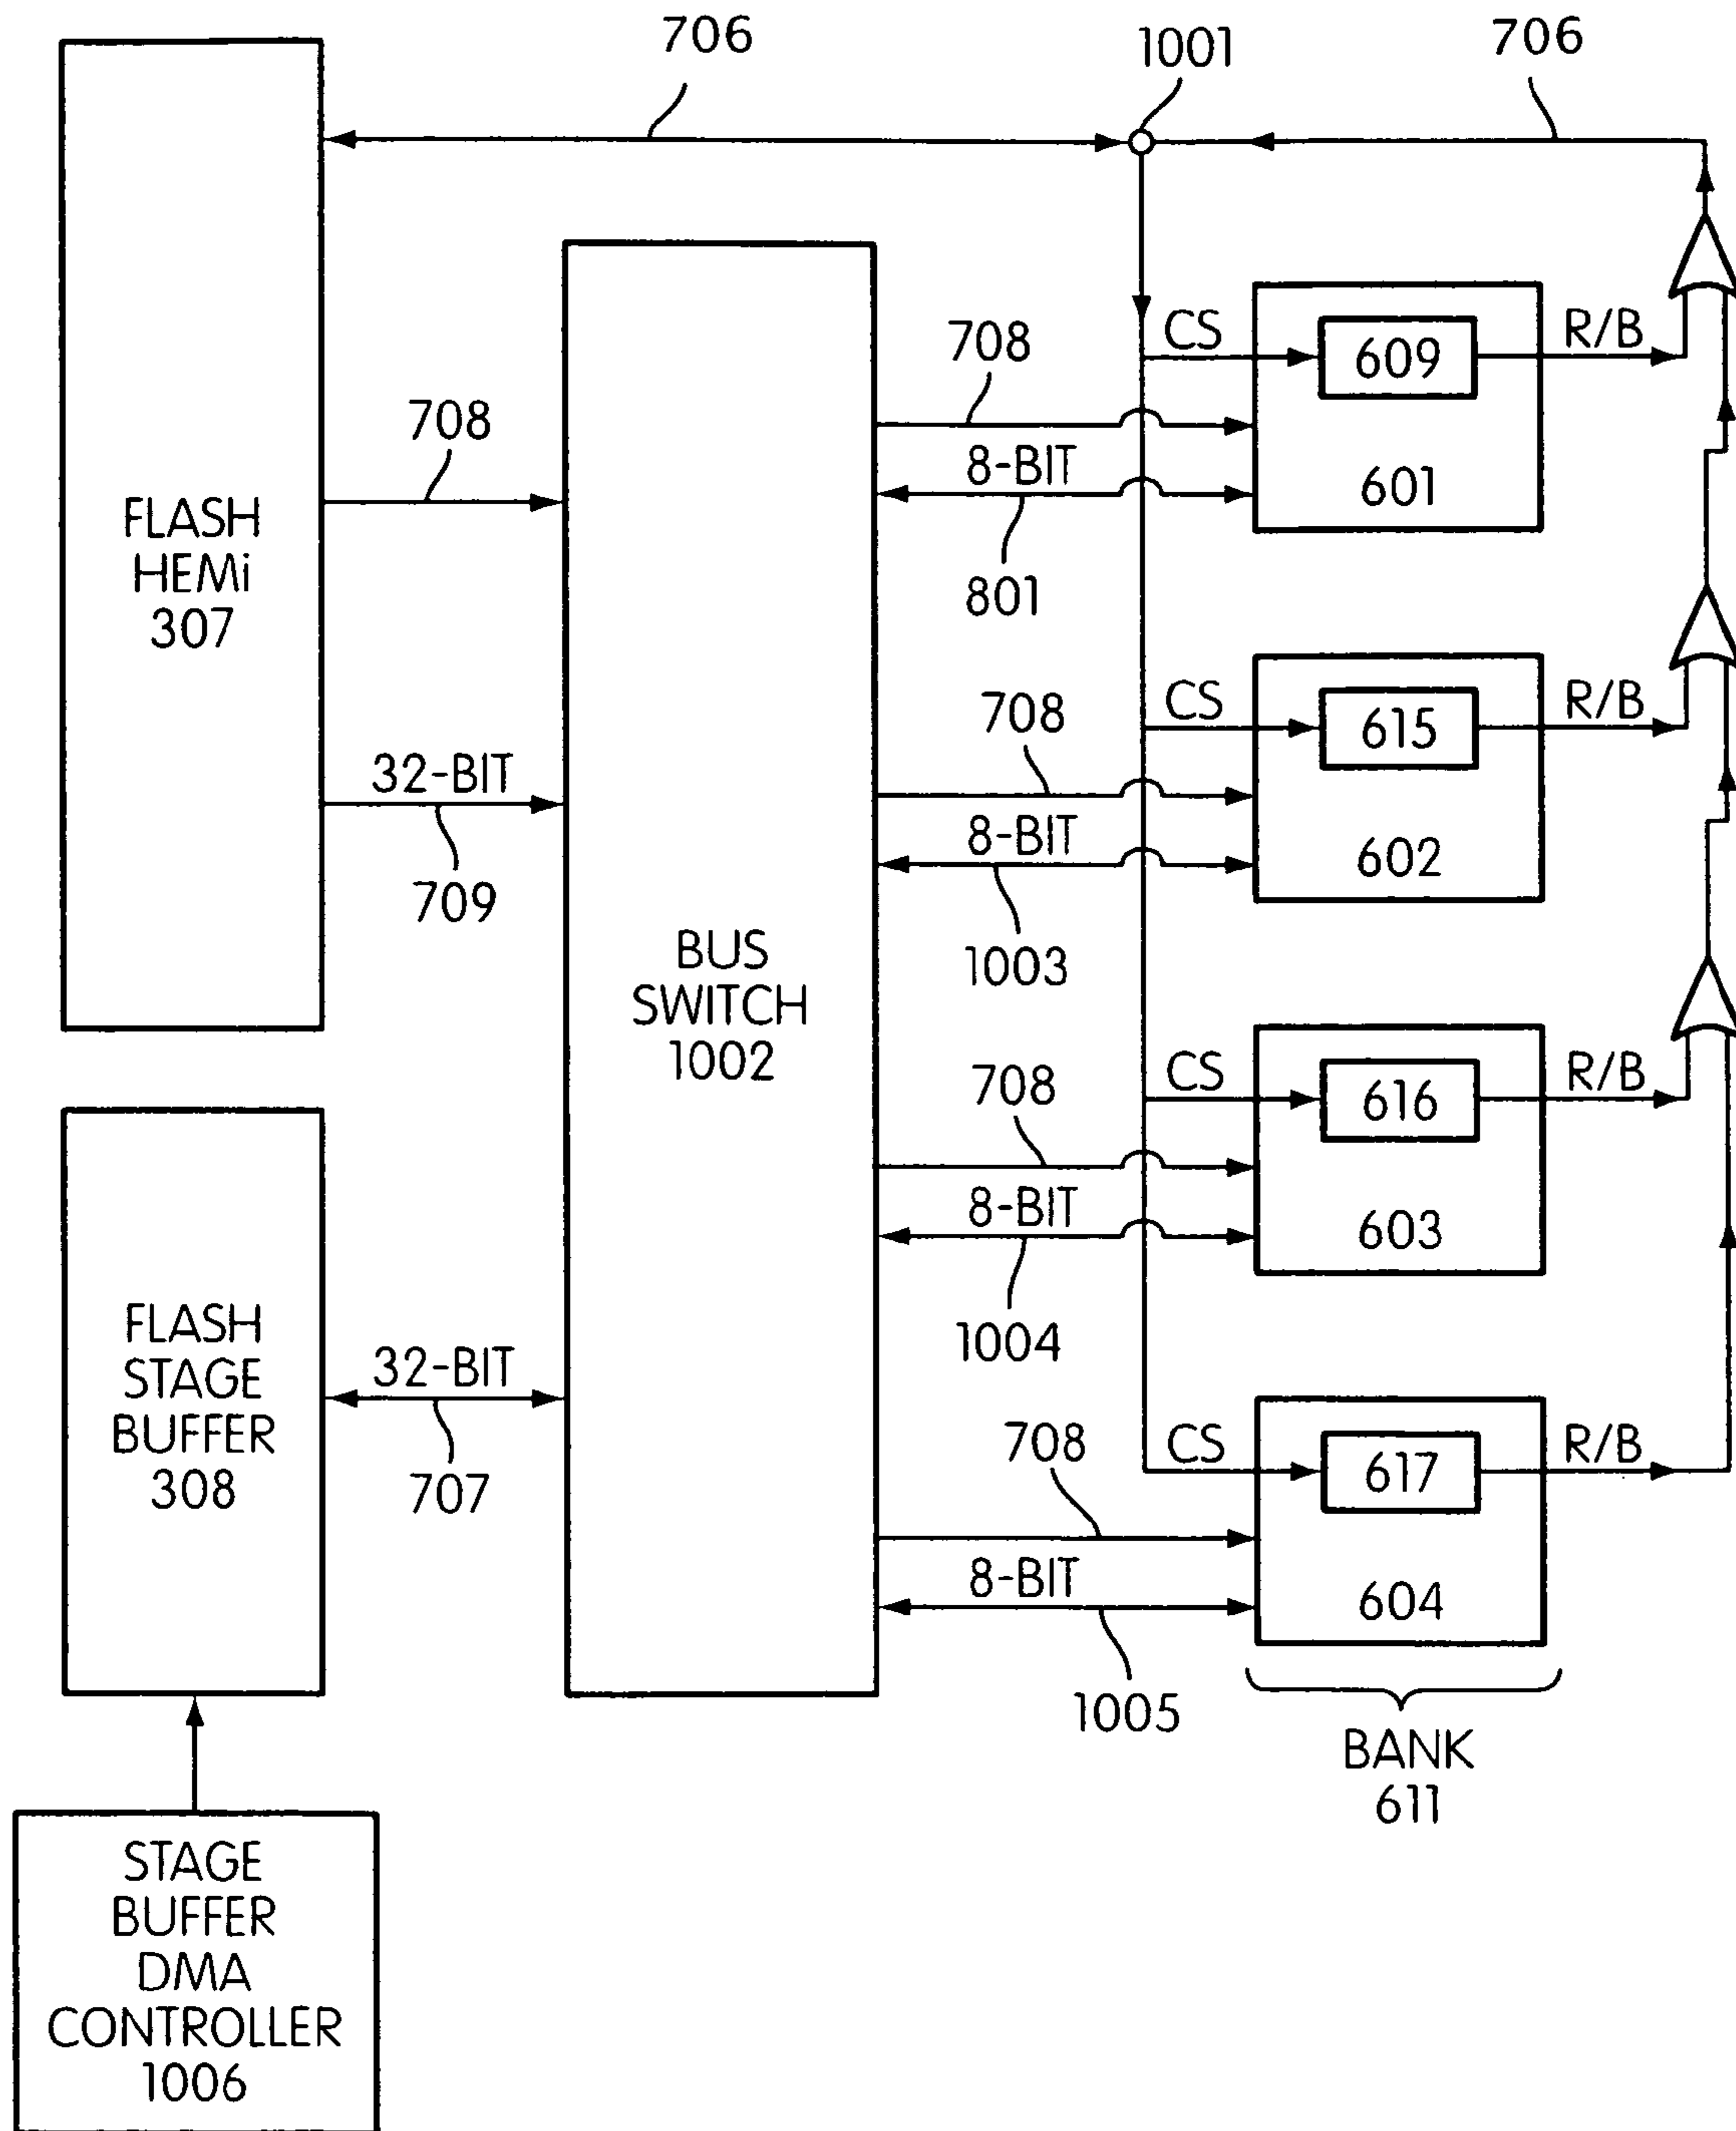 706
1001
706
CS
609
R/B
708
708
8-BIT
601
FLASH
HEMi
307
801
CS
615
R/B
708
32-BIT
8-BIT
602
709
1003
BUS
SWITCH
1002
CS
616
R/B
708
8-BIT
603
1004
FLASH
STAGE
BUFFER
308
32-BIT
707
CS
617
R/B
708
8-BIT
604
1005
BANK
611
STAGE
BUFFER
DMA
CONTROLLER
1006